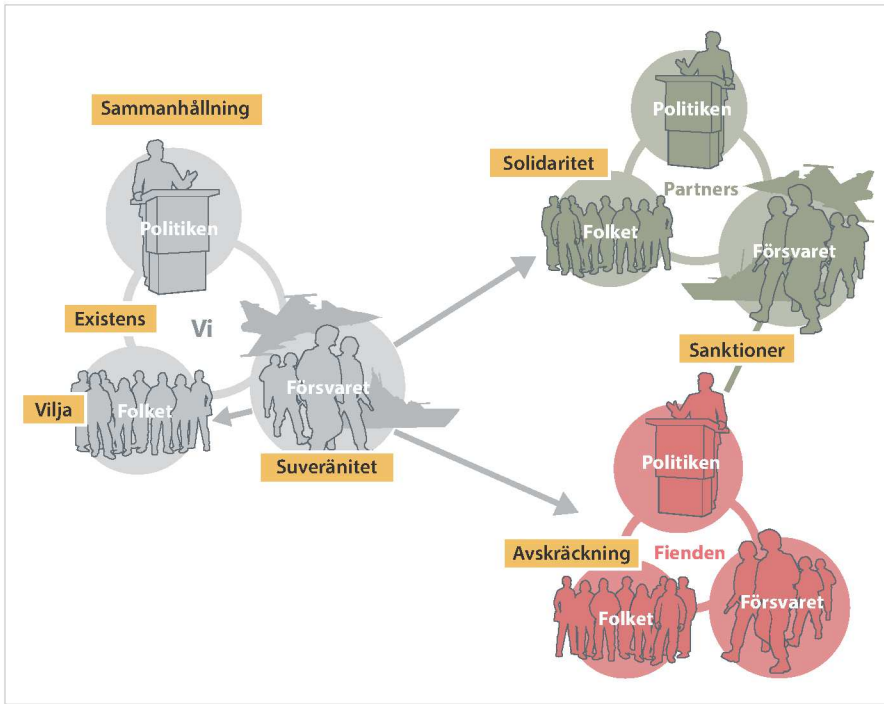 Sammanhållning
Politiken
Existens
Vi
Vilja
Folket
Försvaret
Suveränitet
Politiken
Solidaritet
Partners
Folket
Försvaret
Sanktioner
Politiken
Avskräckning
Fienden
Folket
Försvaret